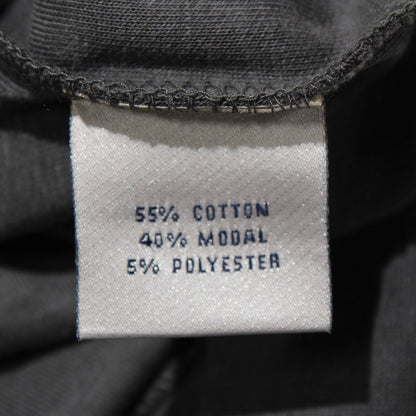 55% COTTON
40% MODAL
5% POLYESTER